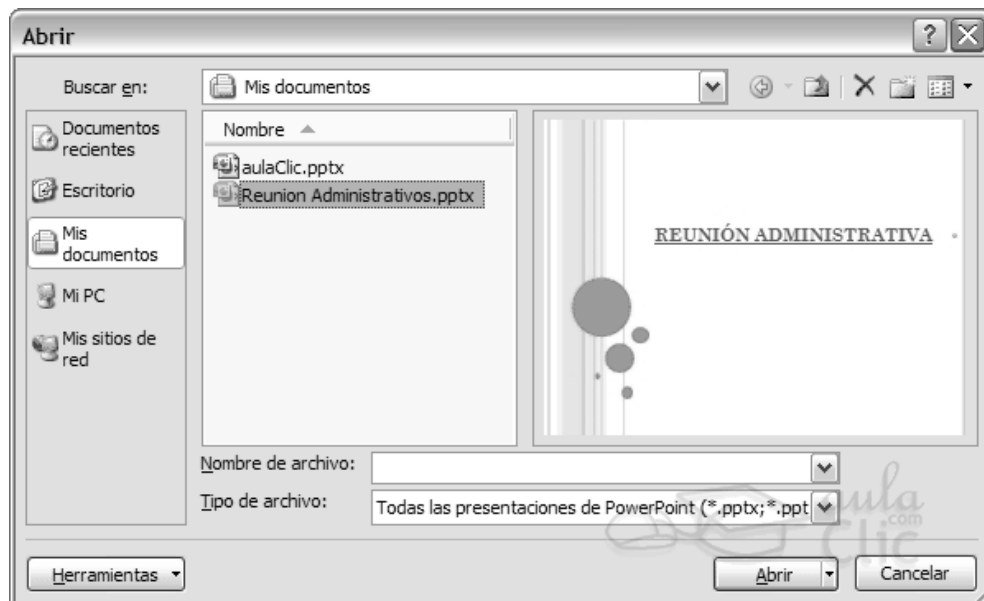 Abrir
Buscar en:
Mis documentos
Documentos
recientes
Escritorio
Mis
documentos
Mi PC
Mis sitios de
red
Nombre
aulaClic.pptx
Reunion Administrativos.pptx
REUNIÓN ADMINISTRATIVA
Nombre de archivo:
Tipo de archivo:
Todas las presentaciones de PowerPoint (*.pptx;*.ppt
aula
.com
Clic
Herramientas
Abrir
Cancelar